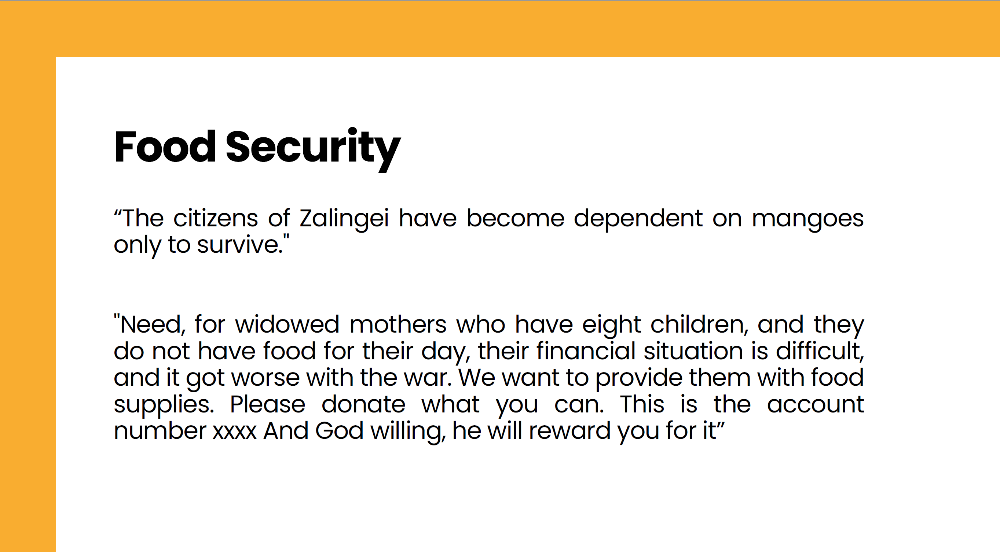 Food Security
“The citizens of Zalingei have become dependent on mangoes
only to survive."
"Need, for widowed mothers who have eight children, and they
do not have food for their day, their financial situation is difficult,
and it got worse with the war. We want to provide them with food
supplies. Please donate what you can. This is the account
number xxxx And God willing, he will reward you for it”